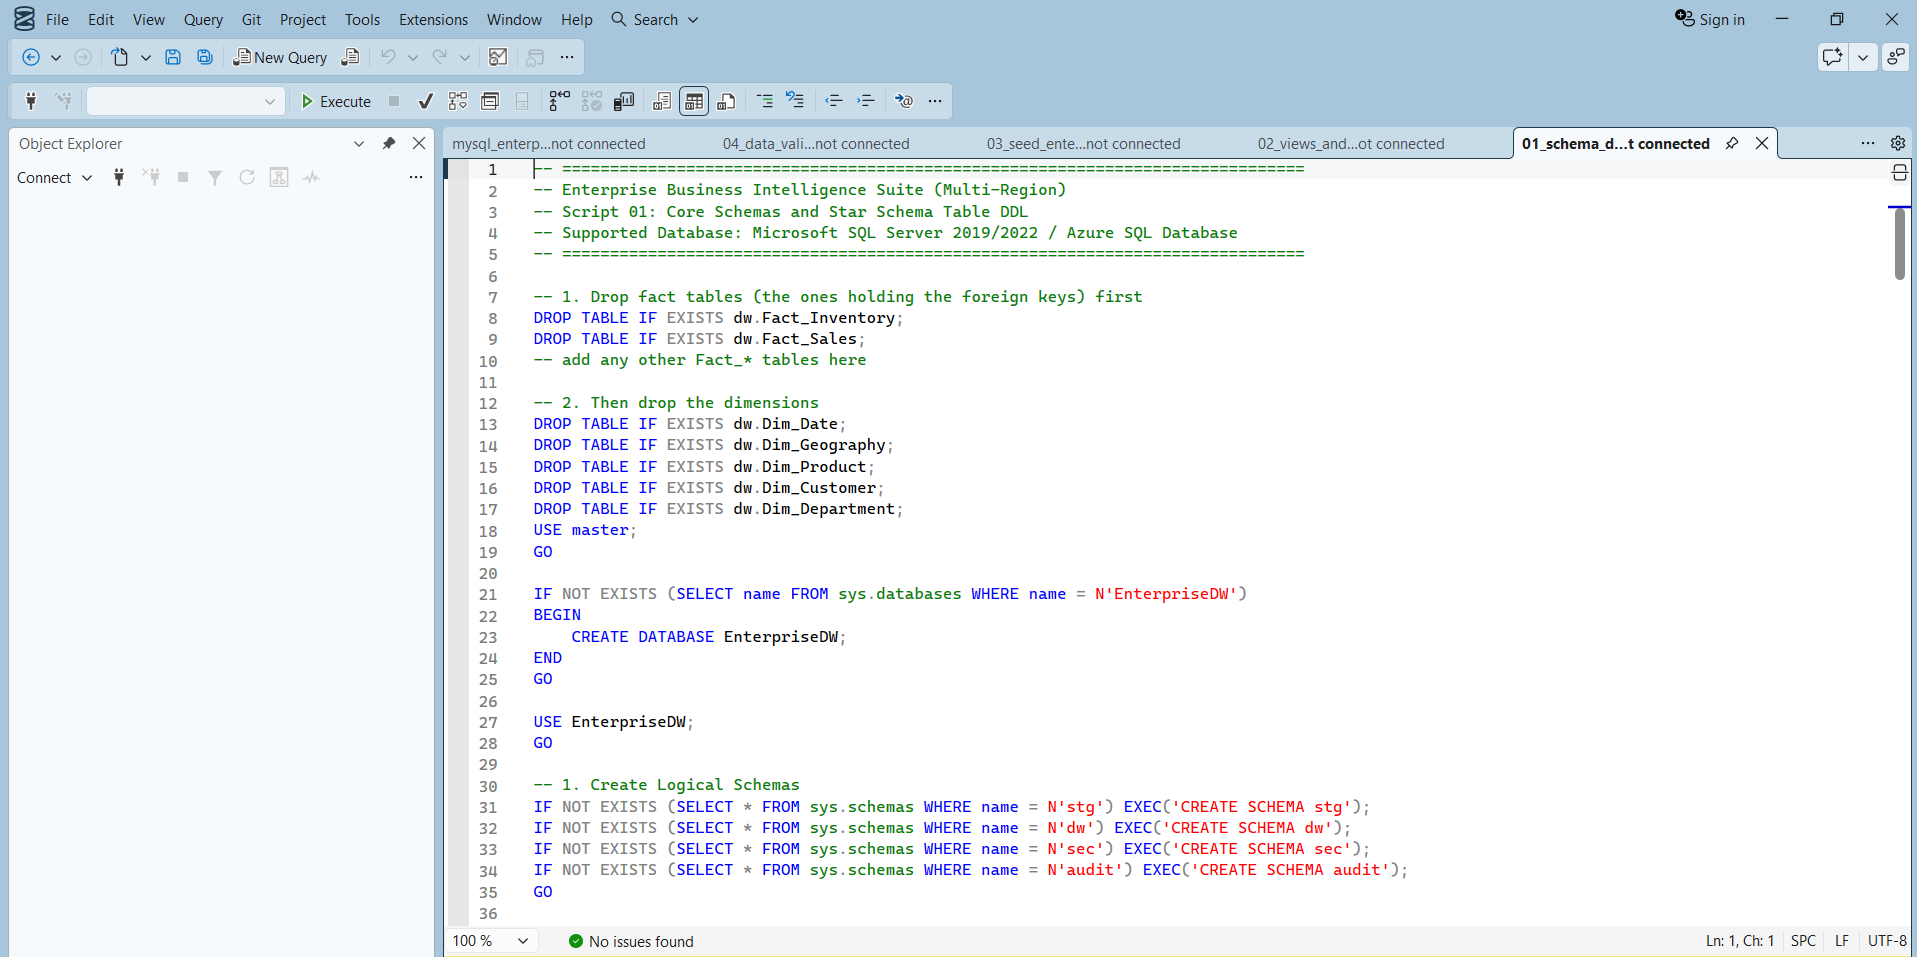 File Edit View Query Git Project Tools Extensions Window Help Search Sign in
New Query
Execute
Object Explorer
Connect
mysql_enterp...not connected 04_data_vali...not connected 03_seed_ente...not connected 02_views_and...ot connected 01_schema_d...t connected
1 -- ==============================================================================
2 -- Enterprise Business Intelligence Suite (Multi-Region)
3 -- Script 01: Core Schemas and Star Schema Table DDL
4 -- Supported Database: Microsoft SQL Server 2019/2022 / Azure SQL Database
5 -- ==============================================================================
6
7 -- 1. Drop fact tables (the ones holding the foreign keys) first
8 DROP TABLE IF EXISTS dw.Fact_Inventory;
9 DROP TABLE IF EXISTS dw.Fact_Sales;
10 -- add any other Fact_* tables here
11
12 -- 2. Then drop the dimensions
13 DROP TABLE IF EXISTS dw.Dim_Date;
14 DROP TABLE IF EXISTS dw.Dim_Geography;
15 DROP TABLE IF EXISTS dw.Dim_Product;
16 DROP TABLE IF EXISTS dw.Dim_Customer;
17 DROP TABLE IF EXISTS dw.Dim_Department;
18 USE master;
19 GO
20
21 IF NOT EXISTS (SELECT name FROM sys.databases WHERE name = N'EnterpriseDW')
22 BEGIN
23     CREATE DATABASE EnterpriseDW;
24 END
25 GO
26
27 USE EnterpriseDW;
28 GO
29
30 -- 1. Create Logical Schemas
31 IF NOT EXISTS (SELECT * FROM sys.schemas WHERE name = N'stg') EXEC('CREATE SCHEMA stg');
32 IF NOT EXISTS (SELECT * FROM sys.schemas WHERE name = N'dw') EXEC('CREATE SCHEMA dw');
33 IF NOT EXISTS (SELECT * FROM sys.schemas WHERE name = N'sec') EXEC('CREATE SCHEMA sec');
34 IF NOT EXISTS (SELECT * FROM sys.schemas WHERE name = N'audit') EXEC('CREATE SCHEMA audit');
35 GO
36
100 % No issues found Ln: 1, Ch: 1 SPC LF UTF-8